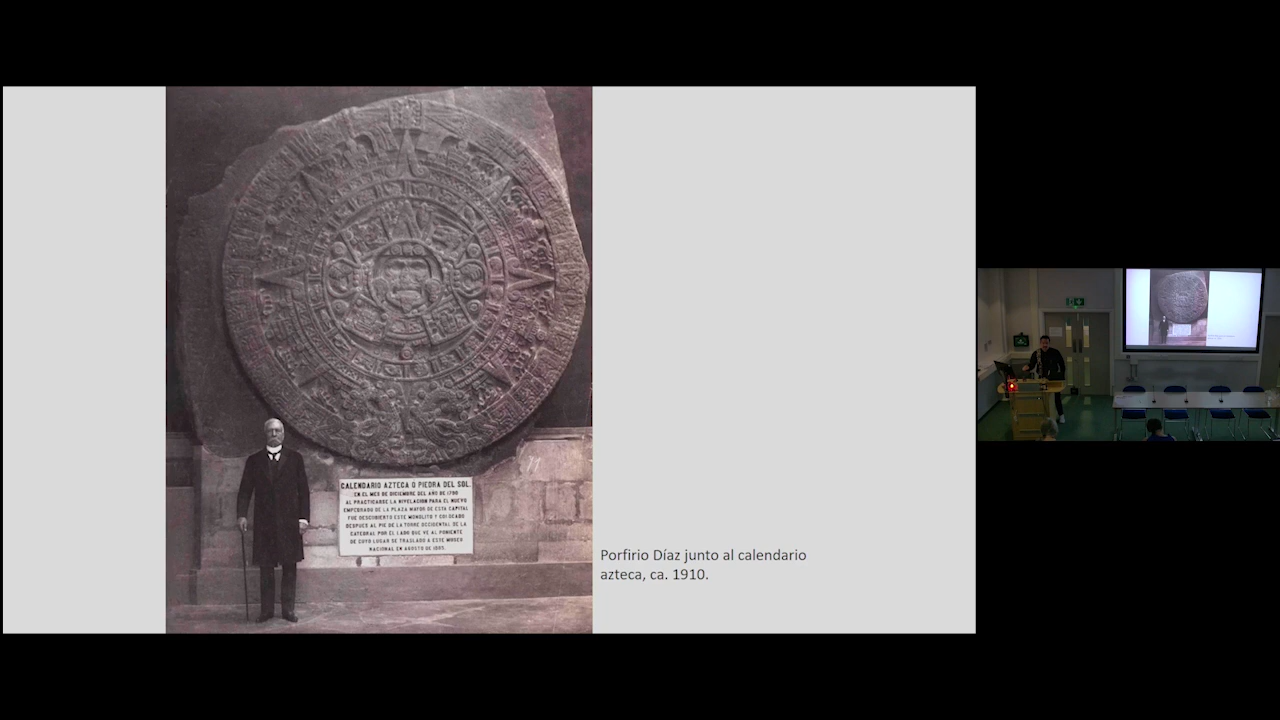 CALENDARIO AZTECA O PIEDRA DEL SOL.
EN EL MES DE DICIEMBRE DEL AÑO DE 1790
AL PRACTICARSE LA NIVELACION PARA EL NUEVO
EMPEDRADO DE LA PLAZA MAYOR DE ESTA CAPITAL
FUE DESCUBIERTO ESTE MONOLITO Y COLOCADO
DESPUES AL PIE DE LA TORRE OCCIDENTAL DE LA
CATEDRAL POR EL LADO QUE VE AL PONIENTE
DE CUYO LUGAR SE TRASLADO A ESTE MUSEO
NACIONAL EN AGOSTO DE 1885.
Porfirio Díaz junto al calendario
azteca, ca. 1910.